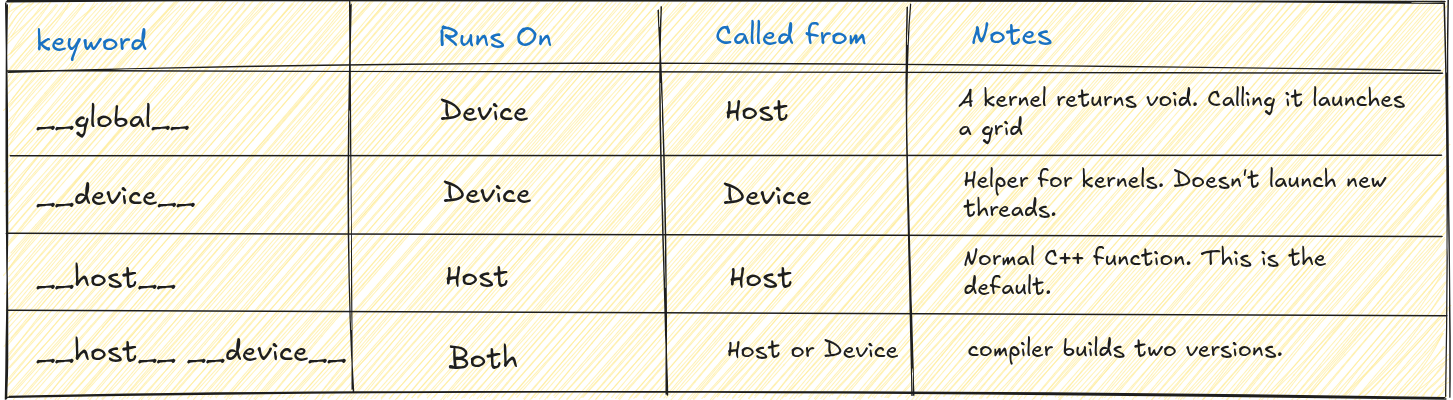 keyword Runs On Called from Notes
__global__ Device Host A kernel returns void. Calling it launches
a grid
__device__ Device Device Helper for kernels. Doesn't launch new
threads.
__host__ Host Host Normal C++ function. This is the
default.
__host__ __device__ Both Host or Device compiler builds two versions.